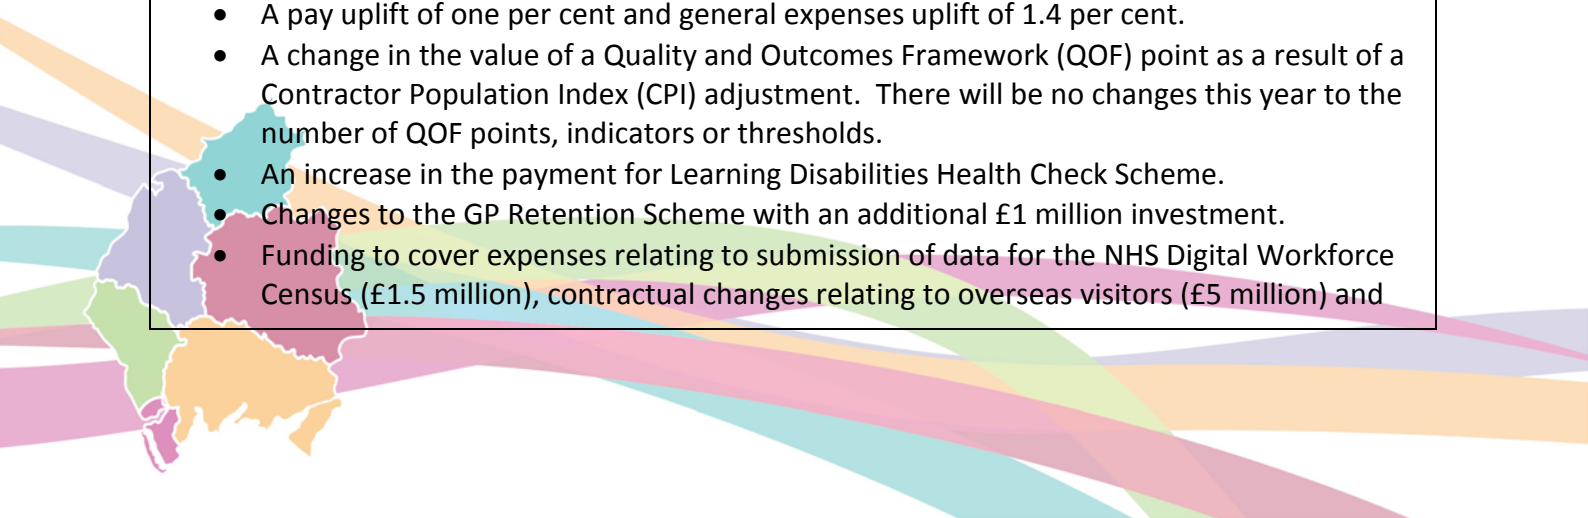 • A pay uplift of one per cent and general expenses uplift of 1.4 per cent.
• A change in the value of a Quality and Outcomes Framework (QOF) point as a result of a
Contractor Population Index (CPI) adjustment.  There will be no changes this year to the
number of QOF points, indicators or thresholds.
• An increase in the payment for Learning Disabilities Health Check Scheme.
• Changes to the GP Retention Scheme with an additional £1 million investment.
• Funding to cover expenses relating to submission of data for the NHS Digital Workforce
Census (£1.5 million), contractual changes relating to overseas visitors (£5 million) and